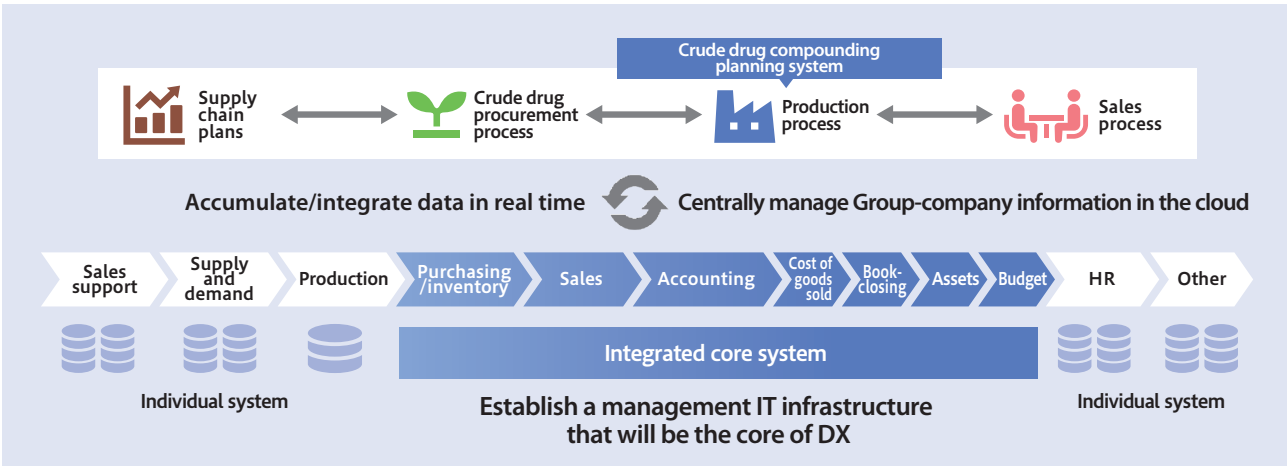 Crude drug compounding
planning system
Supply
chain
plans
Crude drug
procurement
process
Production
process
Sales
process
Accumulate/integrate data in real time
Centrally manage Group-company information in the cloud
Sales
support
Supply
and
demand
Production
Purchasing
/inventory
Sales
Accounting
Cost of
goods
sold
Book-
closing
Assets
Budget
HR
Other
Integrated core system
Individual system
Individual system
Establish a management IT infrastructure
that will be the core of DX